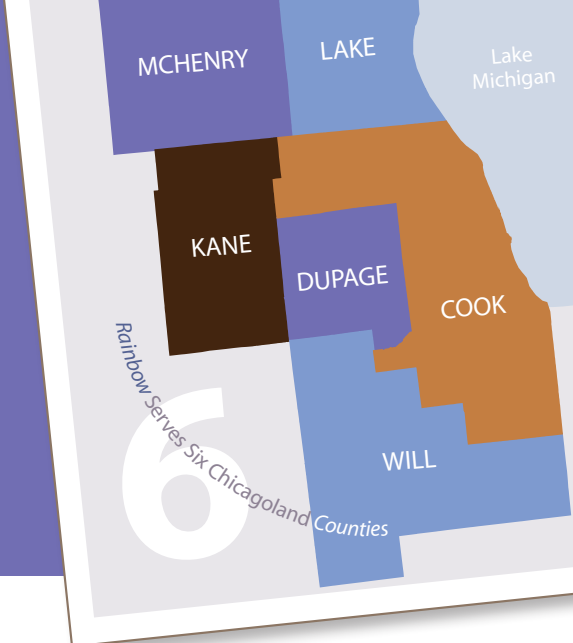 MCHENRY
LAKE
Lake
Michigan
KANE
DUPAGE
COOK
WILL
6
Rainbow Serves Six Chicagoland Counties